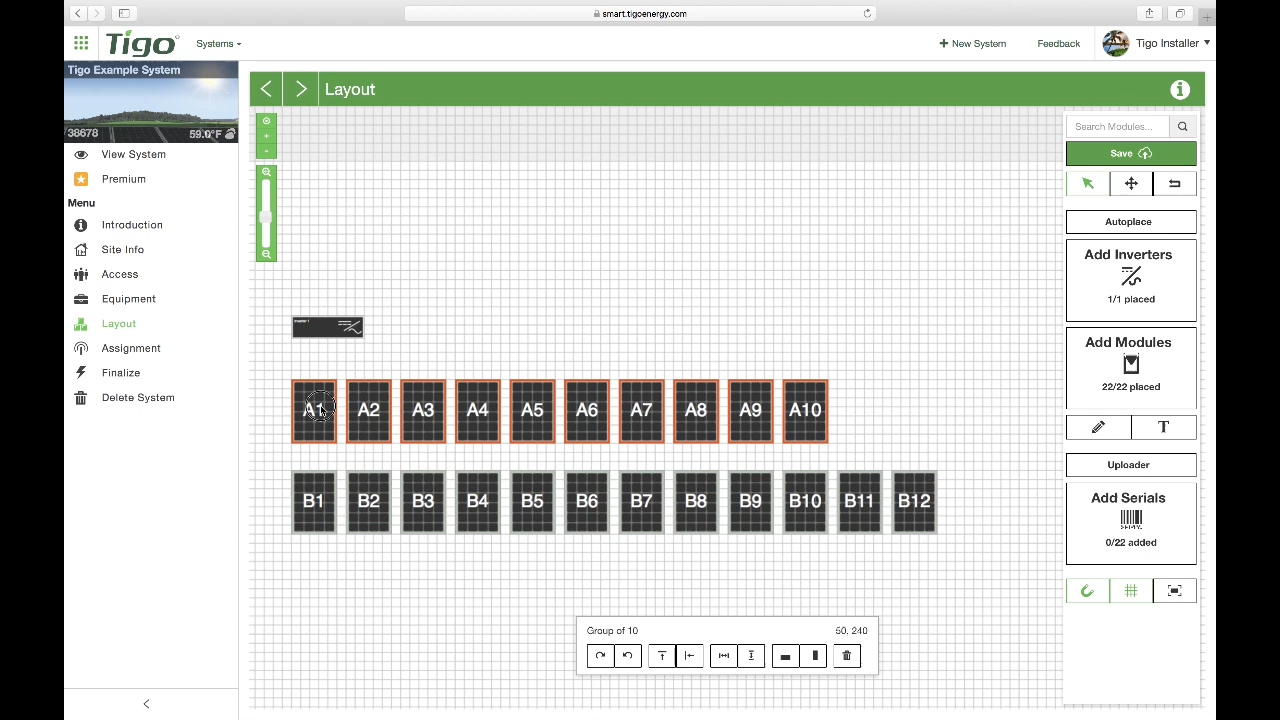 smart.tigoenergy.com
Tigo
Systems
+ New System
Feedback
Tigo Installer
Tigo Example System
38678
59.0°F
View System
Premium
Menu
Introduction
Site Info
Access
Equipment
Layout
Assignment
Finalize
Delete System
Layout
A1 A2 A3 A4 A5 A6 A7 A8 A9 A10
B1 B2 B3 B4 B5 B6 B7 B8 B9 B10 B11 B12
Group of 10
50, 240
Search Modules...
Save
Autoplace
Add Inverters
1/1 placed
Add Modules
22/22 placed
T
Uploader
Add Serials
0/22 added